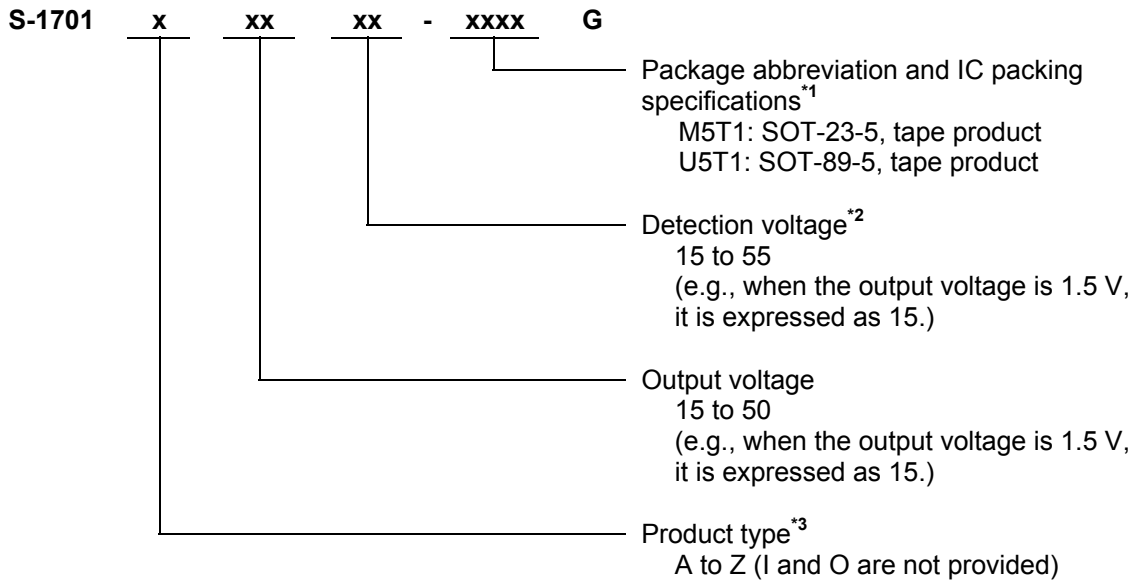 S-1701 x xx xx - xxxx G
Package abbreviation and IC packing
specifications*1
M5T1: SOT-23-5, tape product
U5T1: SOT-89-5, tape product
Detection voltage*2
15 to 55
(e.g., when the output voltage is 1.5 V,
it is expressed as 15.)
Output voltage
15 to 50
(e.g., when the output voltage is 1.5 V,
it is expressed as 15.)
Product type*3
A to Z (I and O are not provided)